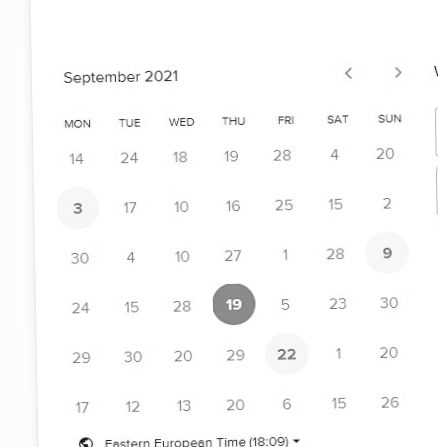 September 2021
MON TUE WED THU FRI SAT SUN
14 24 18 19 28 4 20
3 17 10 16 25 15 2
30 4 10 27 1 28 9
24 15 28 19 5 23 30
29 30 20 29 22 1 20
17 12 13 20 6 15 26
Eastern European Time (18:09)